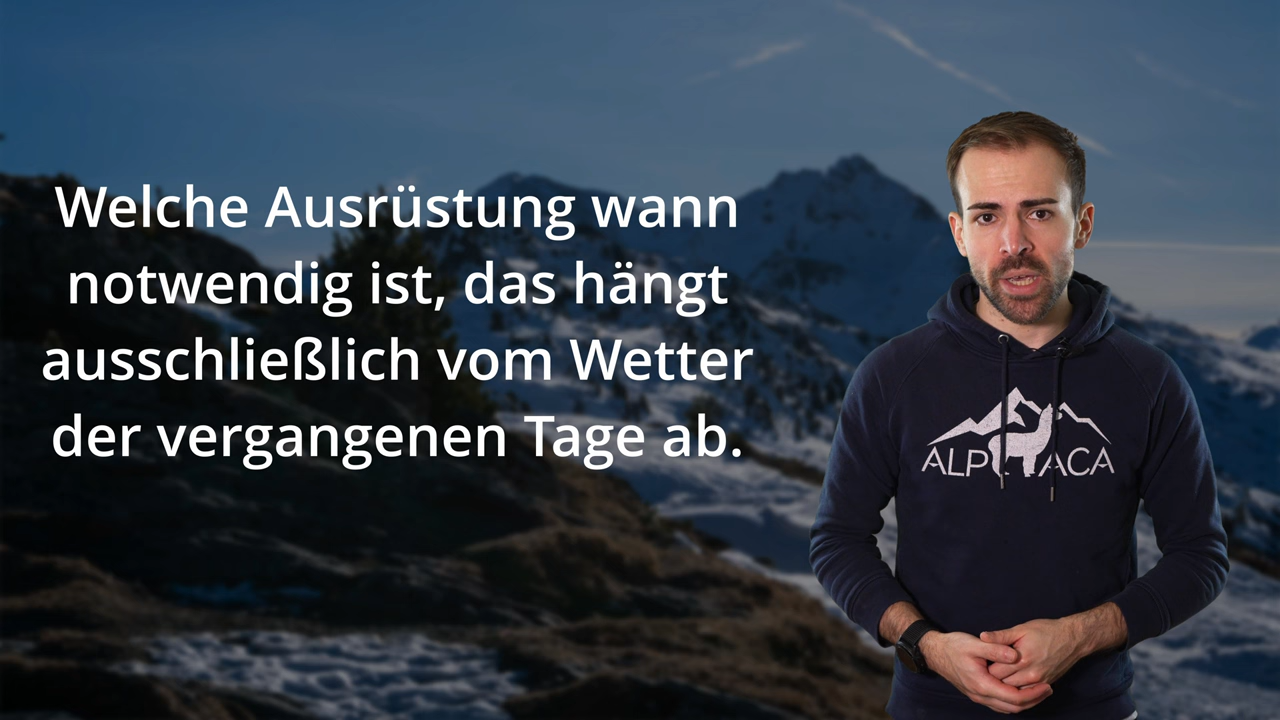 Welche Ausrüstung wann
notwendig ist, das hängt
ausschließlich vom Wetter
der vergangenen Tage ab.
ALPACA